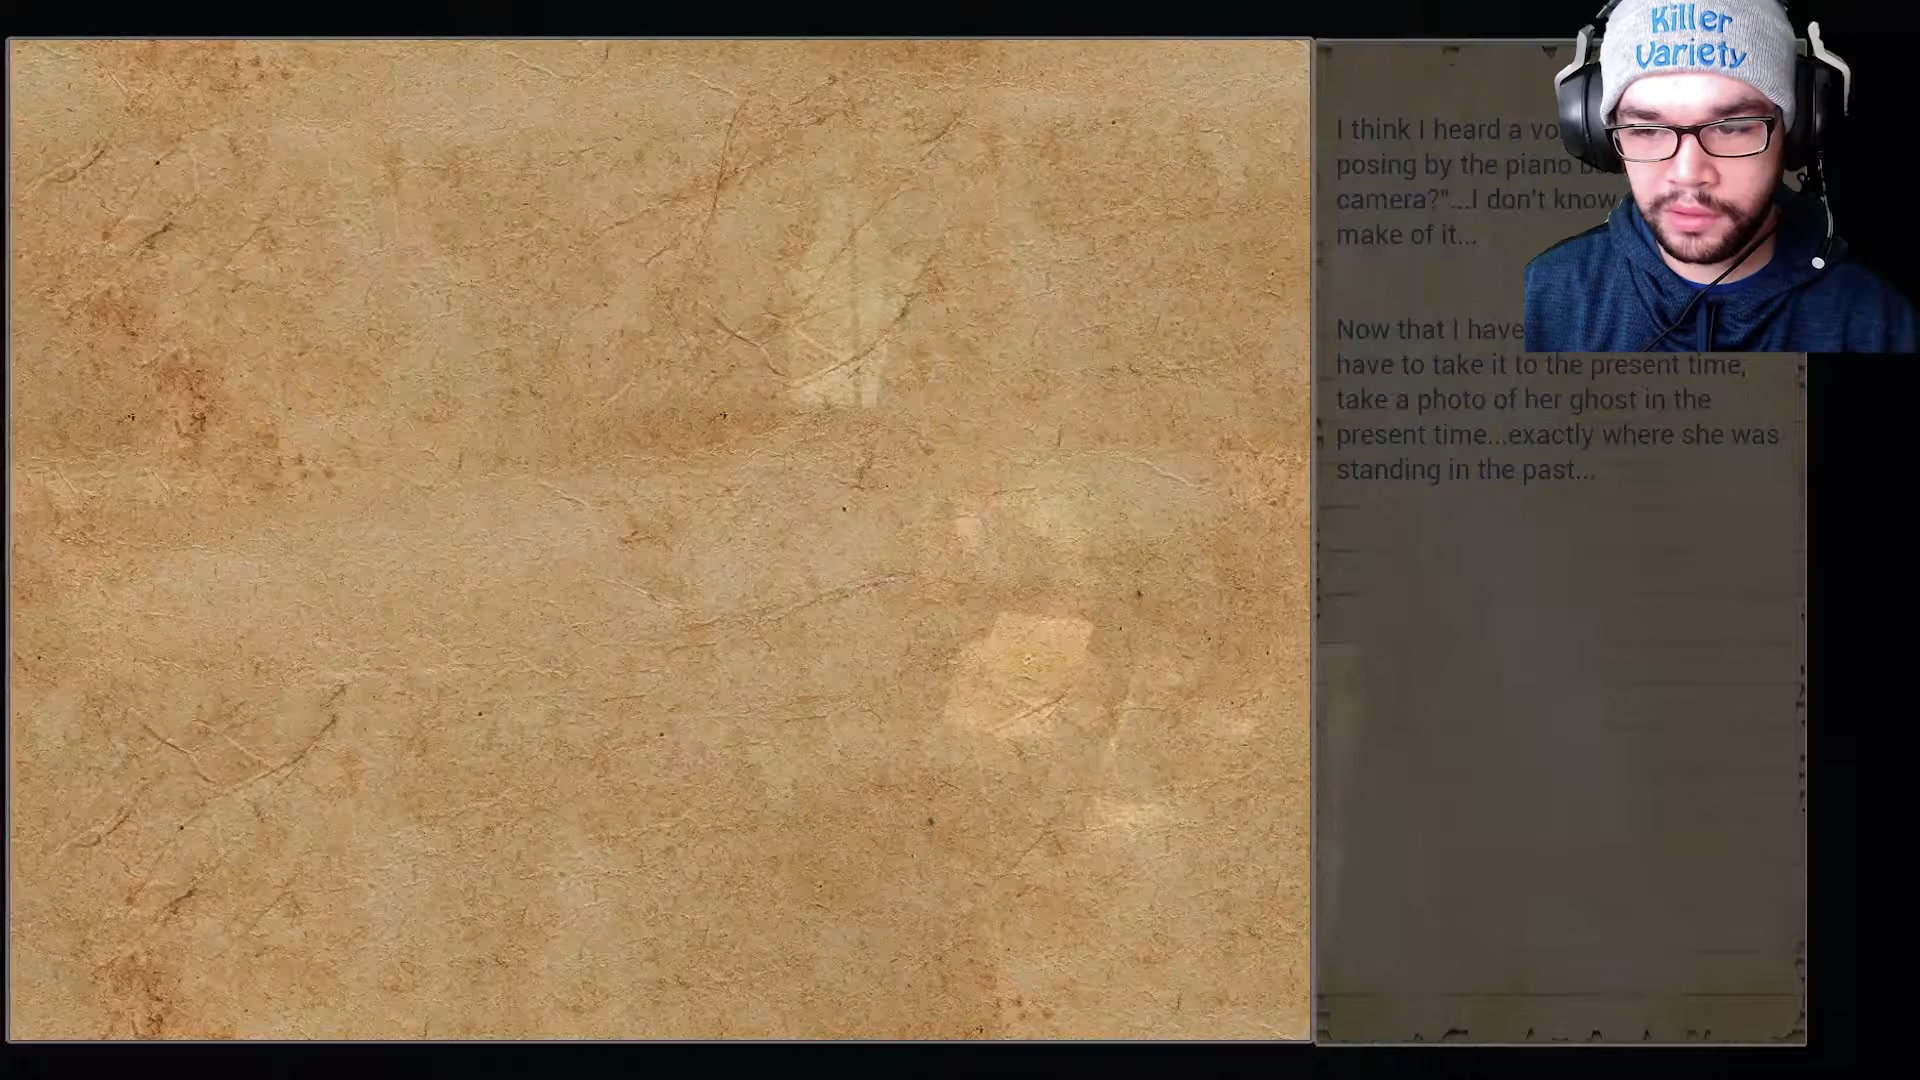 Killer
Variety
I think I heard a
posing by the piano
camera?"...I don't know
make of it...
Now that I have
have to take it to the present time,
take a photo of her ghost in the
present time...exactly where she was
standing in the past...